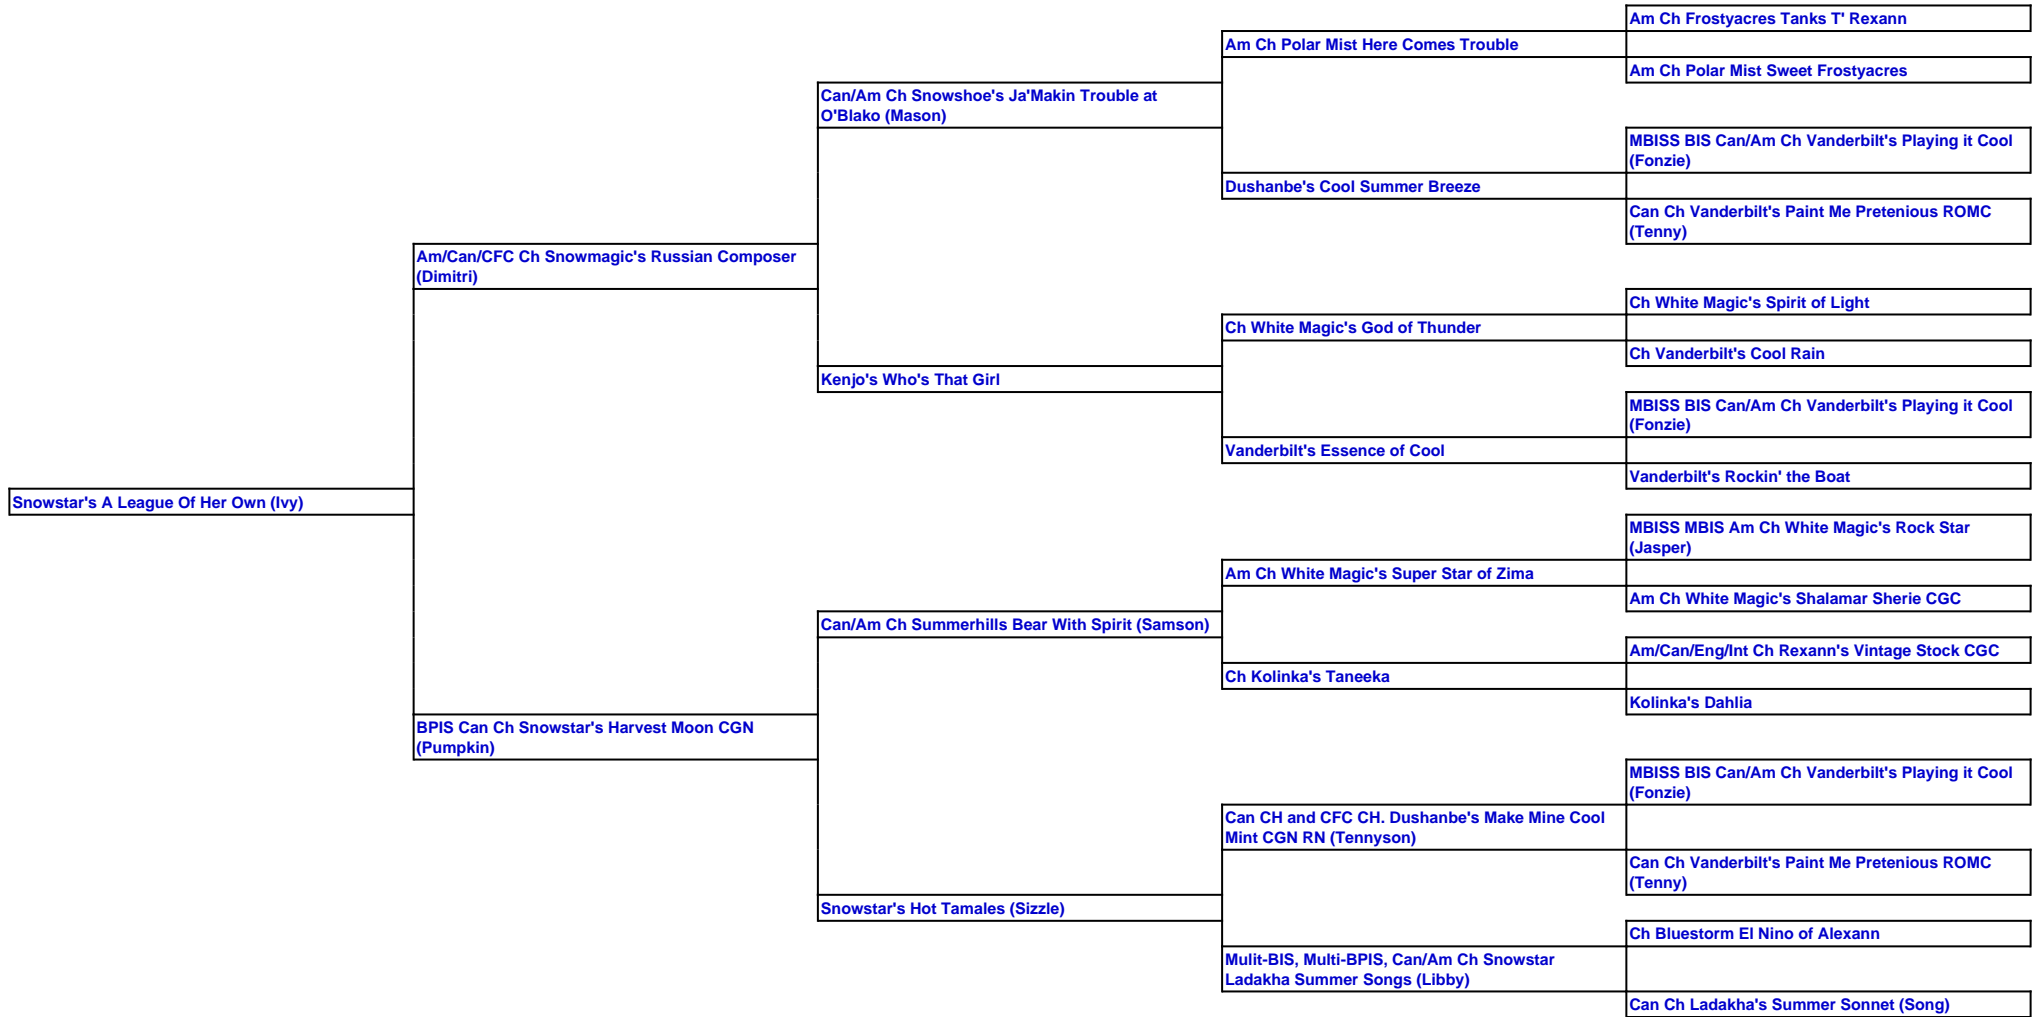 Am Ch Frostyacres Tanks T' Rexann
Am Ch Polar Mist Here Comes Trouble
Am Ch Polar Mist Sweet Frostyacres
Can/Am Ch Snowshoe's Ja'Makin Trouble at
O'Blako (Mason)
MBISS BIS Can/Am Ch Vanderbilt's Playing it Cool
(Fonzie)
Dushanbe's Cool Summer Breeze
Can Ch Vanderbilt's Paint Me Pretenious ROMC
(Tenny)
Am/Can/CFC Ch Snowmagic's Russian Composer
(Dimitri)
Ch White Magic's Spirit of Light
Ch White Magic's God of Thunder
Ch Vanderbilt's Cool Rain
Kenjo's Who's That Girl
MBISS BIS Can/Am Ch Vanderbilt's Playing it Cool
(Fonzie)
Vanderbilt's Essence of Cool
Vanderbilt's Rockin' the Boat
Snowstar's A League Of Her Own (Ivy)
MBISS MBIS Am Ch White Magic's Rock Star
(Jasper)
Am Ch White Magic's Super Star of Zima
Am Ch White Magic's Shalamar Sherie CGC
Can/Am Ch Summerhills Bear With Spirit (Samson)
Am/Can/Eng/Int Ch Rexann's Vintage Stock CGC
Ch Kolinka's Taneeka
Kolinka's Dahlia
BPIS Can Ch Snowstar's Harvest Moon CGN
(Pumpkin)
MBISS BIS Can/Am Ch Vanderbilt's Playing it Cool
(Fonzie)
Can CH and CFC CH. Dushanbe's Make Mine Cool
Mint CGN RN (Tennyson)
Can Ch Vanderbilt's Paint Me Pretenious ROMC
(Tenny)
Snowstar's Hot Tamales (Sizzle)
Ch Bluestorm El Nino of Alexann
Mulit-BIS, Multi-BPIS, Can/Am Ch Snowstar
Ladakha Summer Songs (Libby)
Can Ch Ladakha's Summer Sonnet (Song)